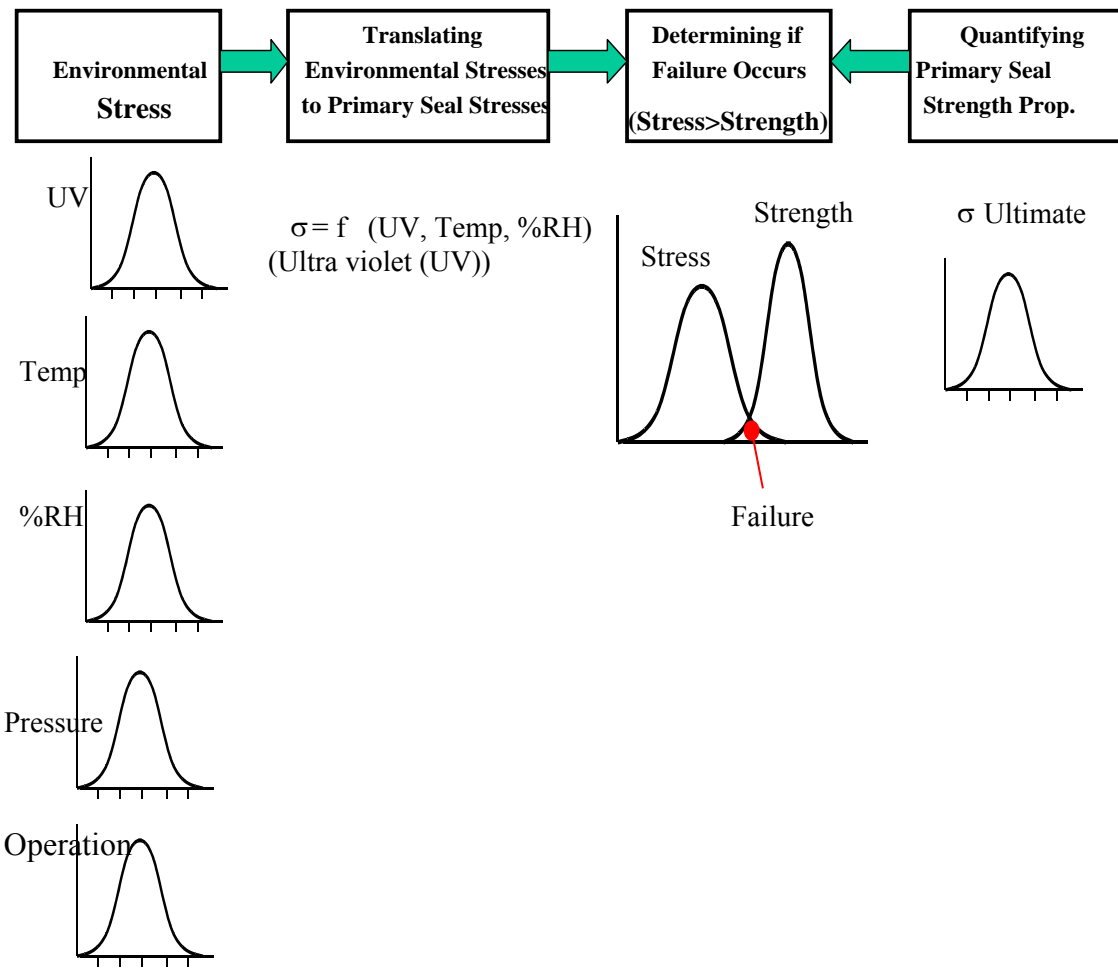 Environmental
Stress
Translating
Environmental Stresses
to Primary Seal Stresses
Determining if
Failure Occurs
(Stress>Strength)
Quantifying
Primary Seal
Strength Prop.
UV
σ = f (UV, Temp, %RH)
(Ultra violet (UV))
Stress
Strength
Failure
σ Ultimate
Temp
%RH
Pressure
Operation